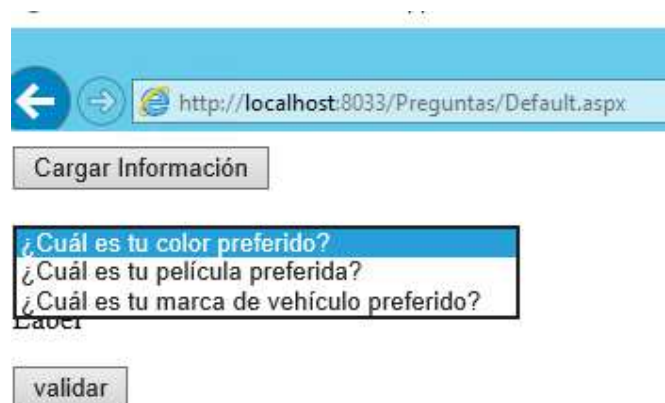 http://localhost:8033/Preguntas/Default.aspx
Cargar Información
¿Cuál es tu color preferido?
¿Cuál es tu película preferida?
¿Cuál es tu marca de vehículo preferido?
Label
validar